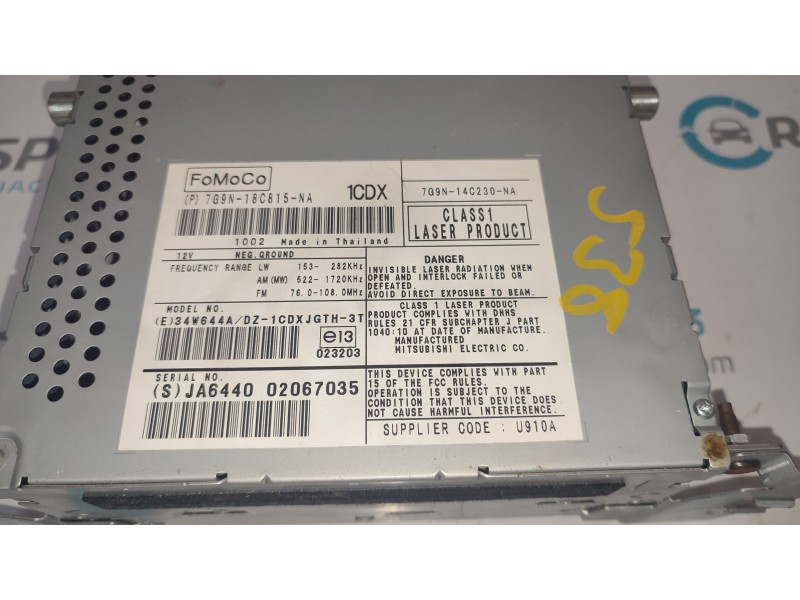 FoMoCo
(P) 7G9N-18C815-NA 1CDX
7G9N-14C230-NA
CLASS1
LASER PRODUCT
1002 Made in Thailand
12V NEG.GROUND
FREQUENCY RANGE LW 153- 282KHz
AM(MW) 522-1720KHz
FM 76.0-108.0MHz
DANGER
INVISIBLE LASER RADIATION WHEN
OPEN AND INTERLOCK FAILED OR
DEFEATED.
AVOID DIRECT EXPOSURE TO BEAM.
MODEL NO.
(E)34W644A/DZ-1CDXJGTH-3T
e13
023203
CLASS 1 LASER PRODUCT
PRODUCT COMPLIES WITH DHHS
RULES 21 CFR SUBCHAPTER J PART
1040:10 AT DATE OF MANUFACTURE.
MANUFACTURED
MITSUBISHI ELECTRIC CO.
SERIAL NO.
(S)JA6440 02067035
THIS DEVICE COMPLIES WITH PART
15 OF THE FCC RULES.
OPERATION IS SUBJECT TO THE
CONDITION THAT THIS DEVICE DOES
NOT CAUSE HARMFUL INTERFERENCE.
SUPPLIER CODE : U910A
SP
CR